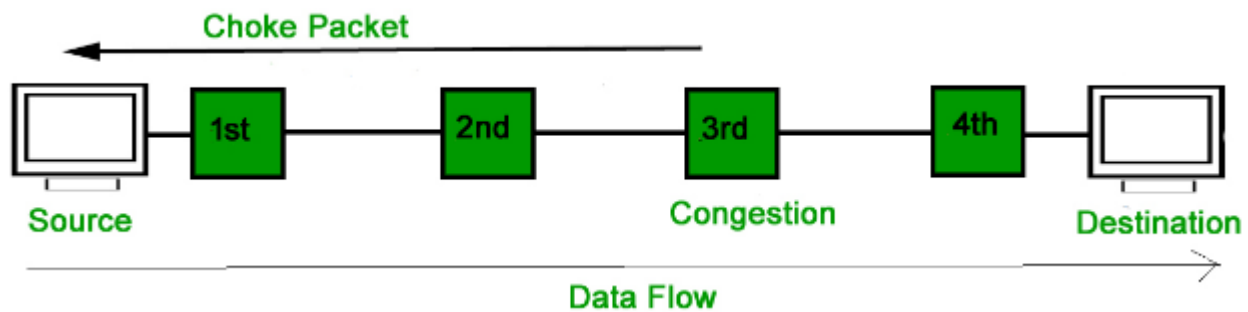 Choke Packet
1st
2nd
3rd
4th
Source
Congestion
Destination
Data Flow